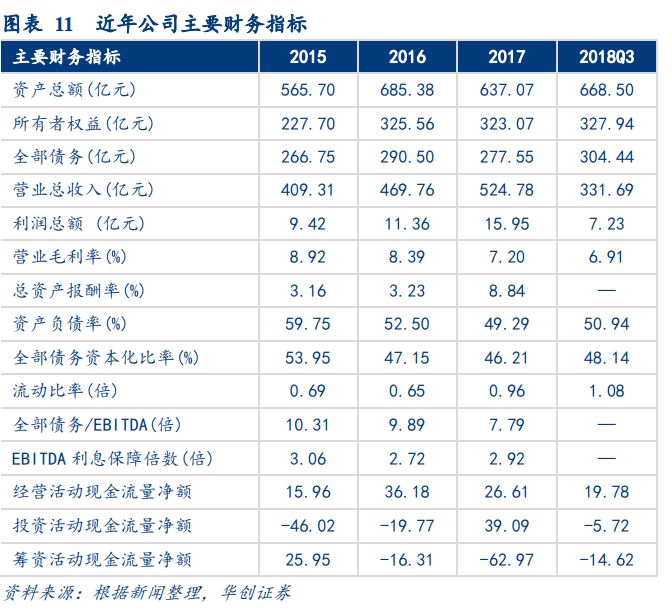 图表 11 近年公司主要财务指标
主要财务指标 2015 2016 2017 2018Q3
资产总额(亿元) 565.70 685.38 637.07 668.50
所有者权益(亿元) 227.70 325.56 323.07 327.94
全部债务(亿元) 266.75 290.50 277.55 304.44
营业总收入(亿元) 409.31 469.76 524.78 331.69
利润总额 (亿元) 9.42 11.36 15.95 7.23
营业毛利率(%) 8.92 8.39 7.20 6.91
总资产报酬率(%) 3.16 3.23 8.84 —
资产负债率(%) 59.75 52.50 49.29 50.94
全部债务资本化比率(%) 53.95 47.15 46.21 48.14
流动比率(倍) 0.69 0.65 0.96 1.08
全部债务/EBITDA(倍) 10.31 9.89 7.79 —
EBITDA 利息保障倍数(倍) 3.06 2.72 2.92 —
经营活动现金流量净额 15.96 36.18 26.61 19.78
投资活动现金流量净额 -46.02 -19.77 39.09 -5.72
筹资活动现金流量净额 25.95 -16.31 -62.97 -14.62
资料来源：根据新闻整理，华创证券